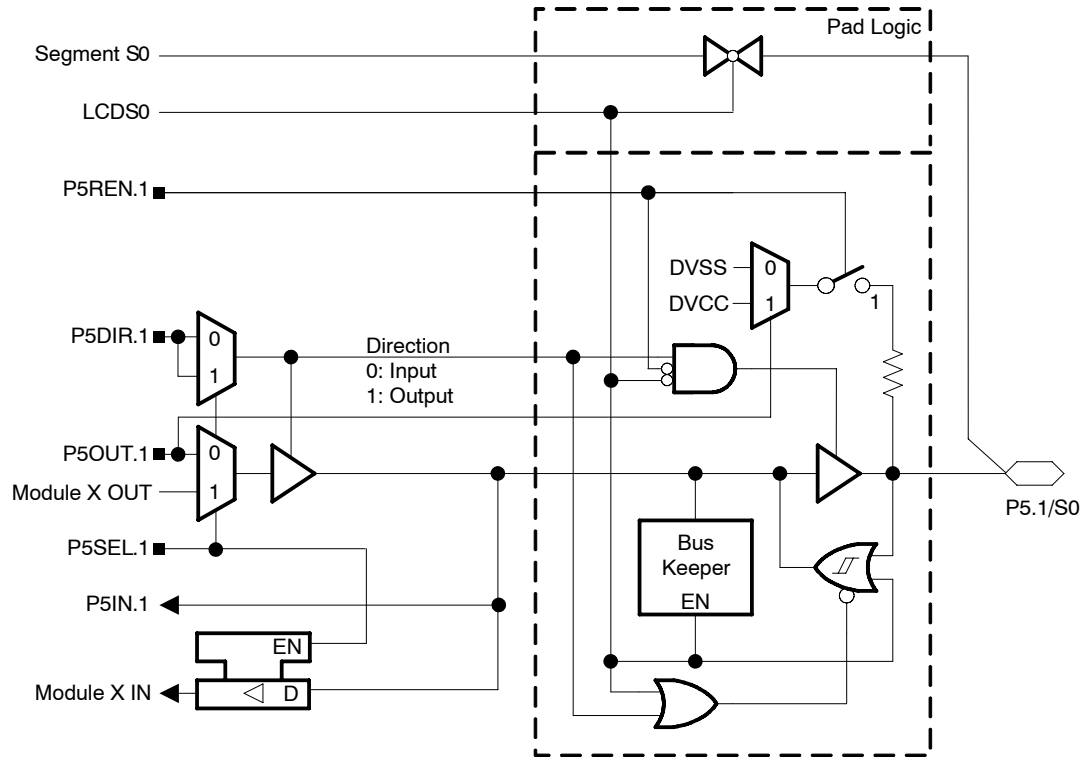 Pad Logic
Segment S0
LCDS0
P5REN.1
DVSS
0
DVCC
1
1
P5DIR.1
0
1
Direction
0: Input
1: Output
P5OUT.1
0
Module X OUT
1
P5.1/S0
P5SEL.1
Bus
Keeper
EN
P5IN.1
EN
Module X IN
D